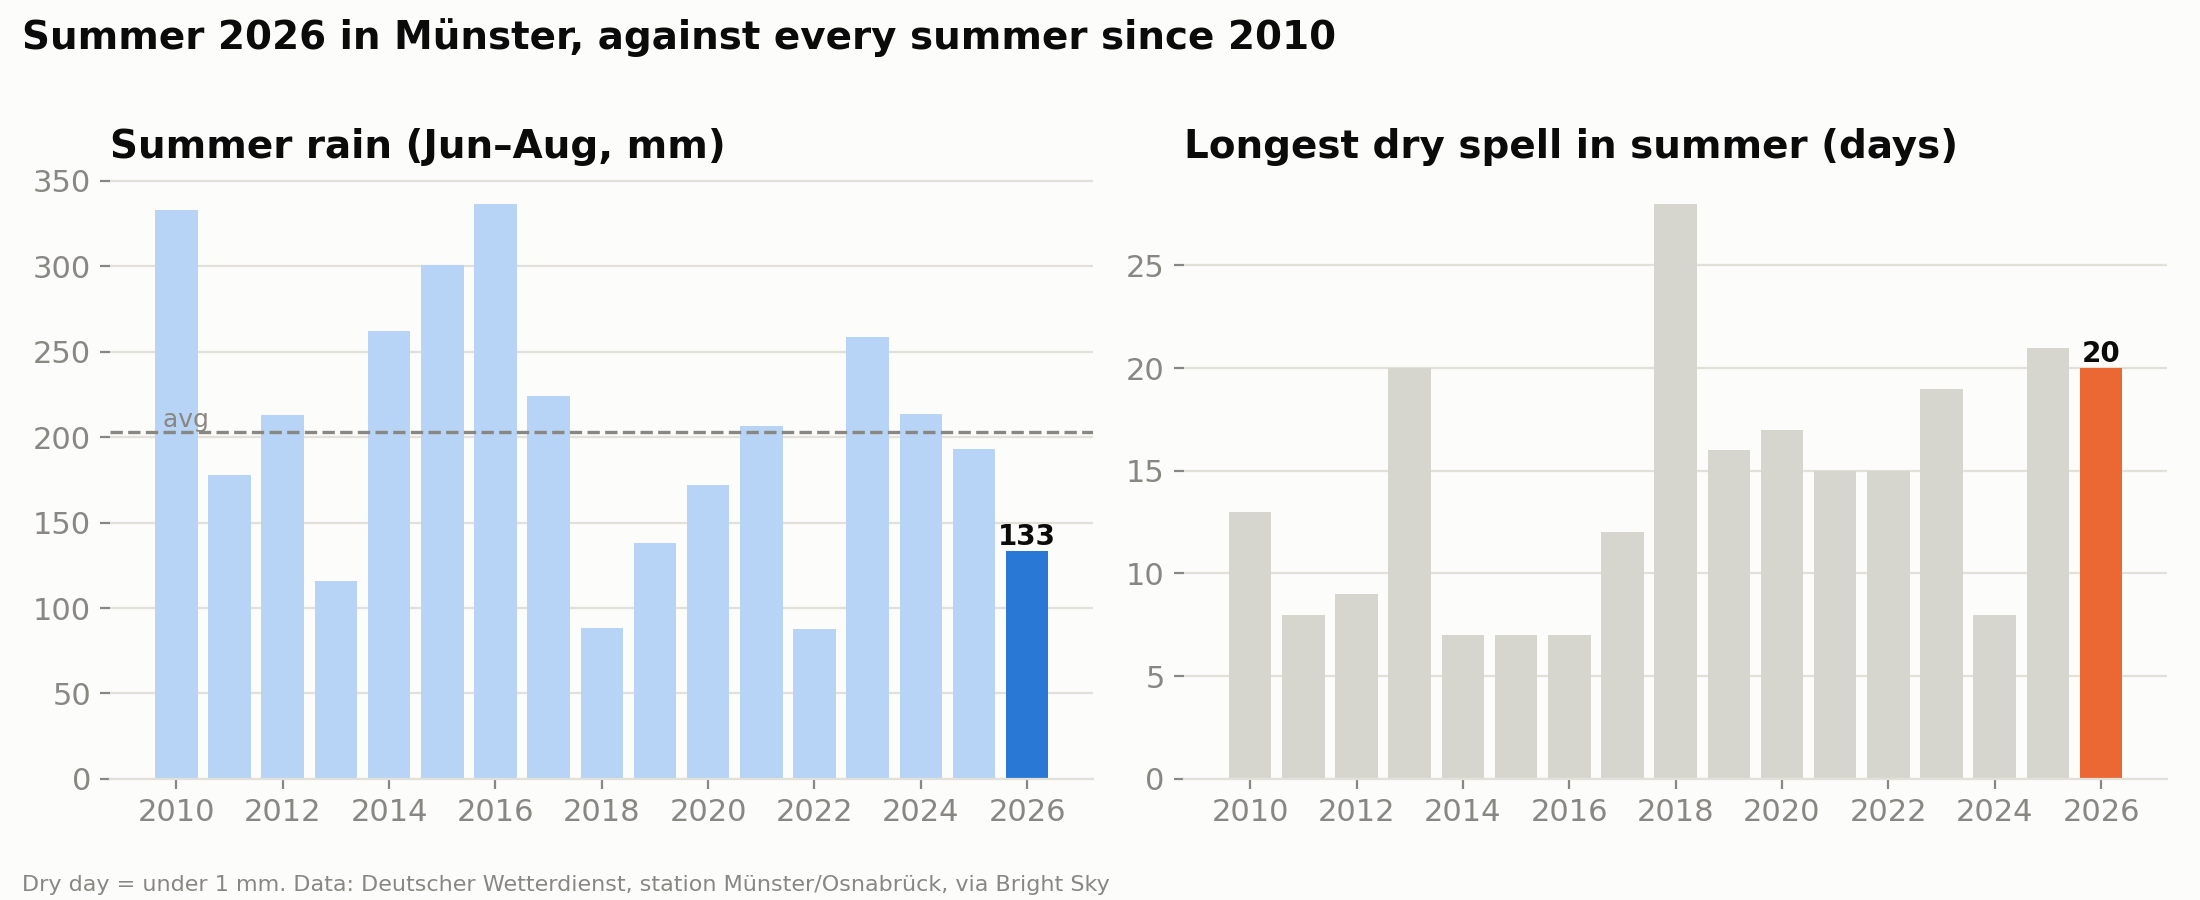 Summer 2026 in Münster, against every summer since 2010
Summer rain (Jun–Aug, mm)
350
300
250
200
150
100
50
0
avg
133
2010 2012 2014 2016 2018 2020 2022 2024 2026
Longest dry spell in summer (days)
25
20
15
10
5
0
20
2010 2012 2014 2016 2018 2020 2022 2024 2026
Dry day = under 1 mm. Data: Deutscher Wetterdienst, station Münster/Osnabrück, via Bright Sky